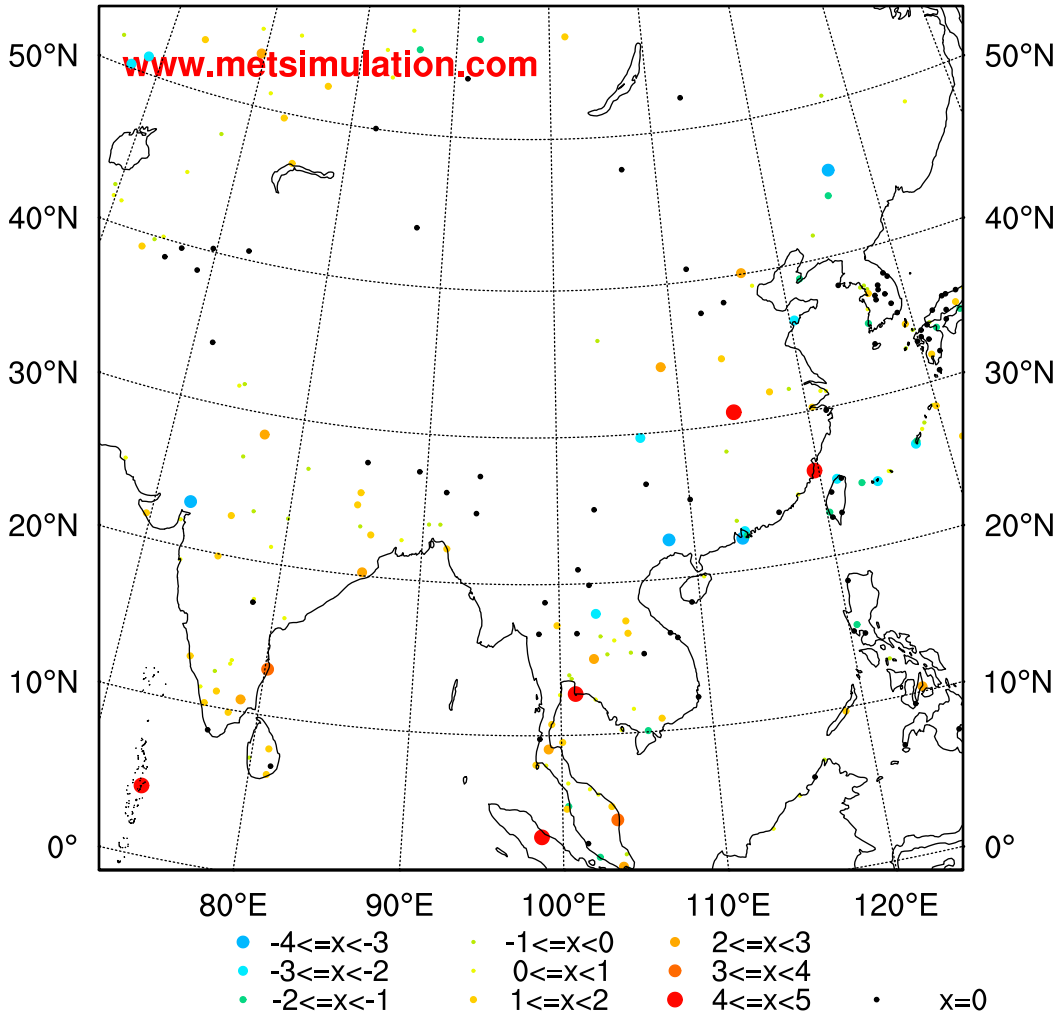 www.metsimulation.com
50°N 50°N
40°N 40°N
30°N 30°N
20°N 20°N
10°N 10°N
0° 0°
80°E 90°E 100°E 110°E 120°E
-4<=x<-3 -1<=x<0 2<=x<3
-3<=x<-2 0<=x<1 3<=x<4
-2<=x<-1 1<=x<2 4<=x<5 x=0